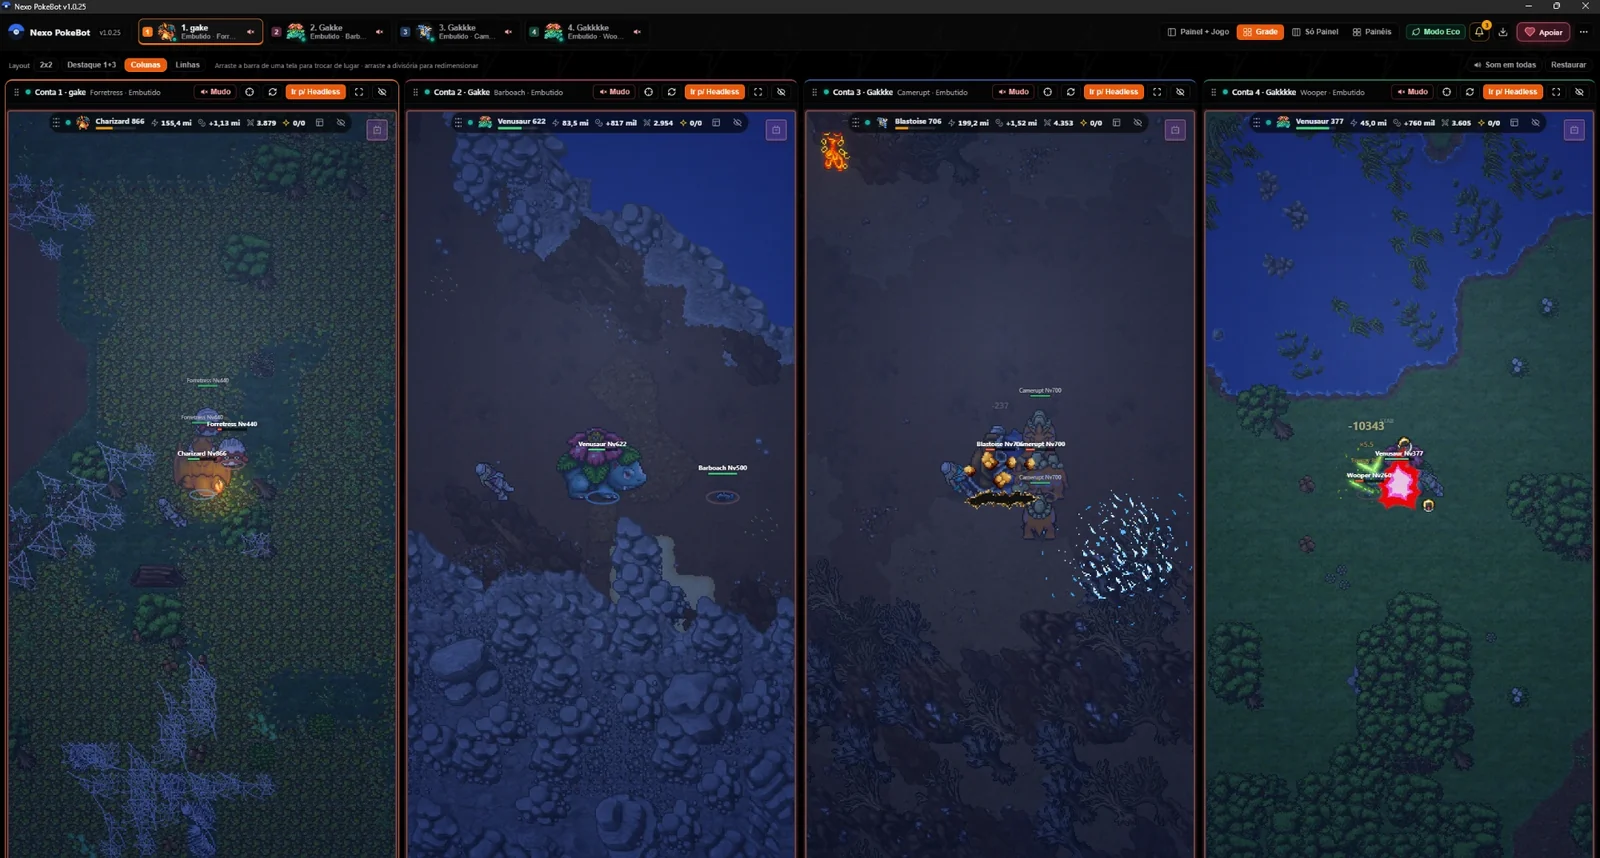 Nexo PokeBot v1.0.25
Nexo PokeBot v1.0.25
1 1. gake
Embutido · Forr...
2 2. Gakke
Embutido · Barb...
3 3. Gakkke
Embutido · Cam...
4 4. Gakkkke
Embutido · Woo...
Painel + Jogo
Grade
Só Painel
Painéis
Modo Eco
3
Apoiar
Layout 2x2 Destaque 1+3 Colunas Linhas Arraste a barra de uma tela para trocar de lugar · arraste a divisória para redimensionar
Som em todas Restaurar
Conta 1 · gake Forretress · Embutido Mudo Ir p/ Headless
Charizard 866 155,4 mi +1,13 mi 3.879 0/0
Forretress Nv440
Forretress Nv440
Charizard Nv866
Conta 2 · Gakke Barboach · Embutido Mudo Ir p/ Headless
Venusaur 622 83,5 mi +817 mil 2.954 0/0
Venusaur Nv622
Barboach Nv500
Conta 3 · Gakkke Camerupt · Embutido Mudo Ir p/ Headless
Blastoise 706 199,2 mi +1,52 mi 4.353 0/0
Camerupt Nv700
-237
Camerupt Nv700
Conta 4 · Gakkkke Wooper · Embutido Mudo Ir p/ Headless
Venusaur 377 45,0 mi +760 mil 3.605 0/0
-10343
Venusaur Nv377